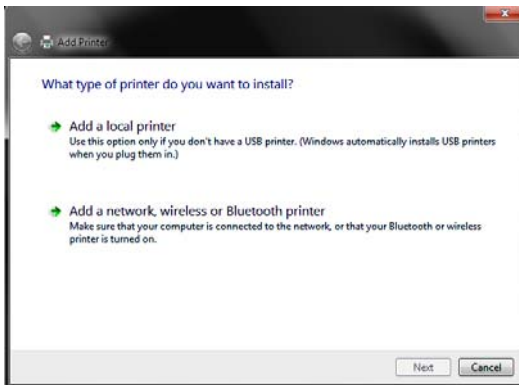 Add Printer
What type of printer do you want to install?
Add a local printer
Use this option only if you don't have a USB printer. (Windows automatically installs USB printers
when you plug them in.)
Add a network, wireless or Bluetooth printer
Make sure that your computer is connected to the network, or that your Bluetooth or wireless
printer is turned on.
Next Cancel